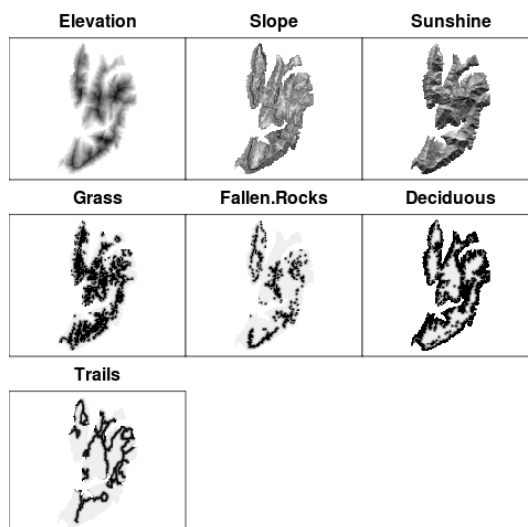 Elevation
Slope
Sunshine
Grass
Fallen.Rocks
Deciduous
Trails